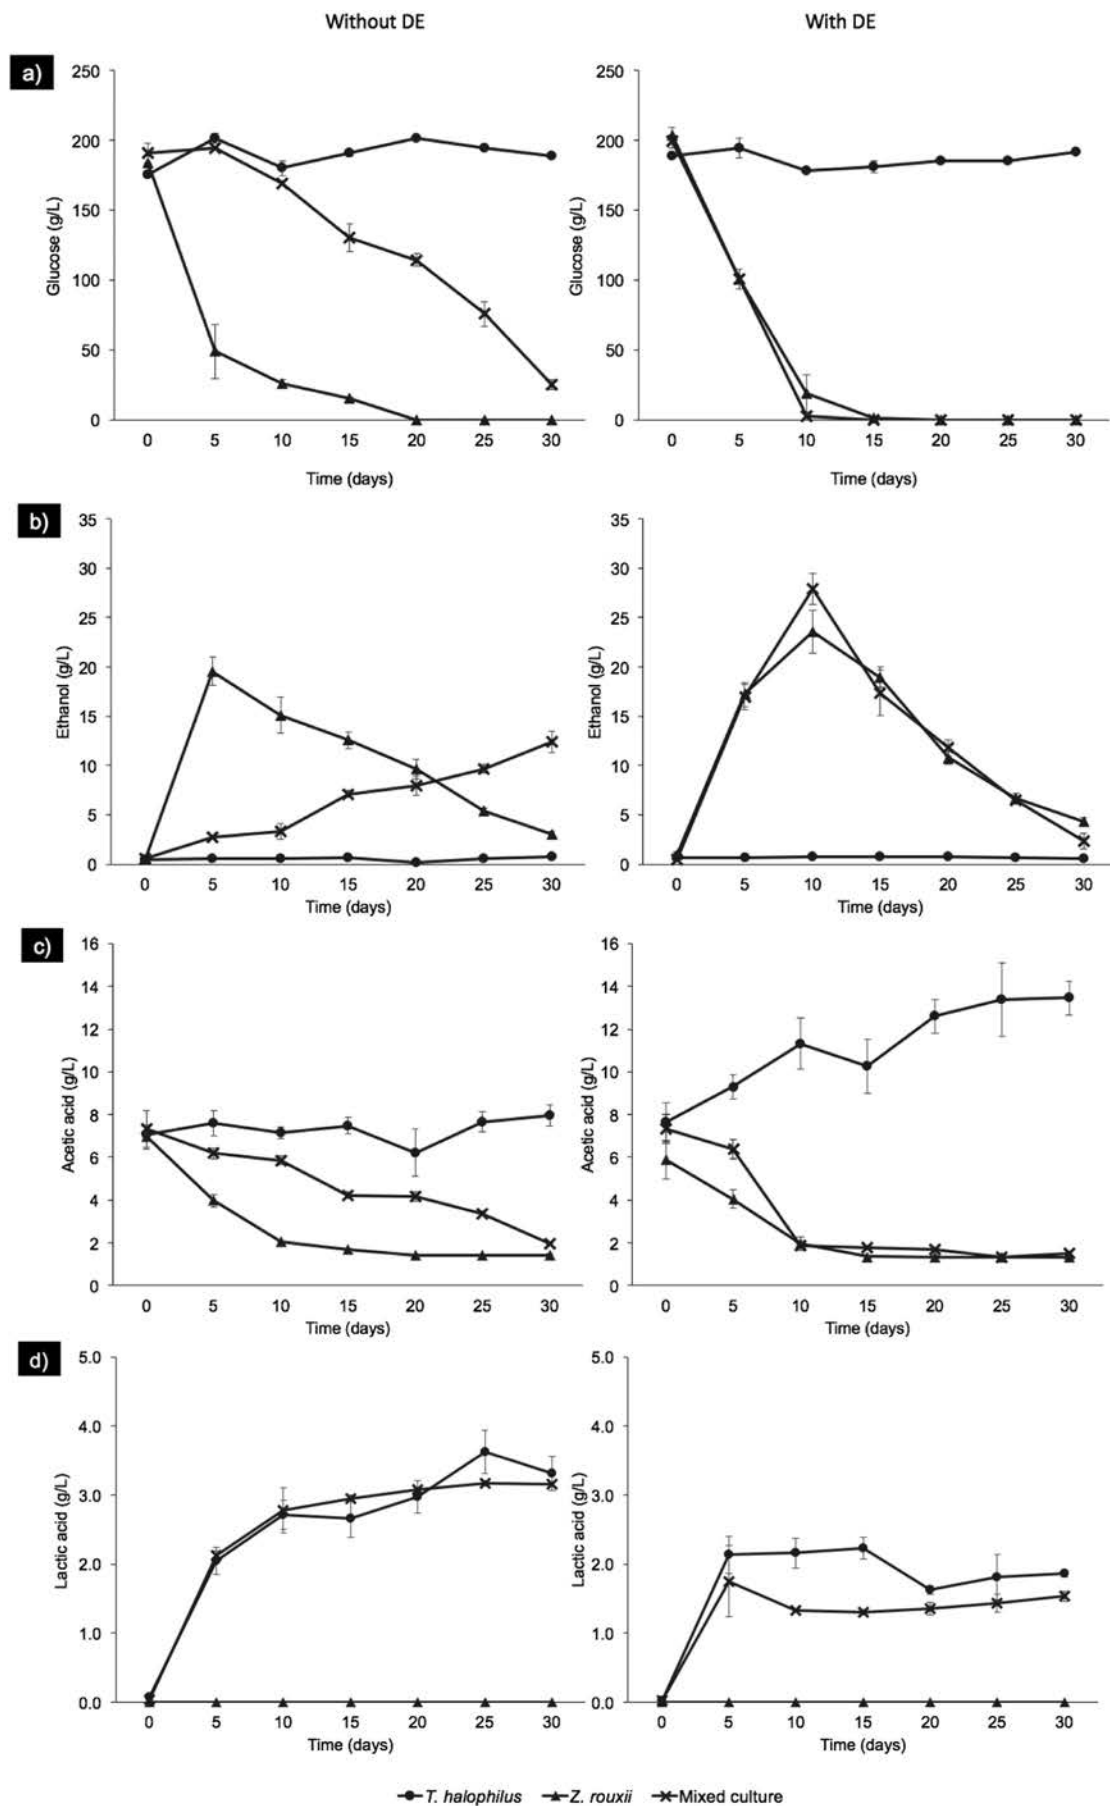 Without DE
With DE
a)
250
200
150
100
50
0
Glucose (g/L)
0 5 10 15 20 25 30
Time (days)
250
200
150
100
50
0
Glucose (g/L)
0 5 10 15 20 25 30
Time (days)
b)
35
30
25
20
15
10
5
0
Ethanol (g/L)
0 5 10 15 20 25 30
Time (days)
35
30
25
20
15
10
5
0
Ethanol (g/L)
0 5 10 15 20 25 30
Time (days)
c)
16
14
12
10
8
6
4
2
0
Acetic acid (g/L)
0 5 10 15 20 25 30
Time (days)
16
14
12
10
8
6
4
2
0
Acetic acid (g/L)
0 5 10 15 20 25 30
Time (days)
d)
5.0
4.0
3.0
2.0
1.0
0.0
Lactic acid (g/L)
0 5 10 15 20 25 30
Time (days)
5.0
4.0
3.0
2.0
1.0
0.0
Lactic acid (g/L)
0 5 10 15 20 25 30
Time (days)
T. halophilus Z. rouxii Mixed culture